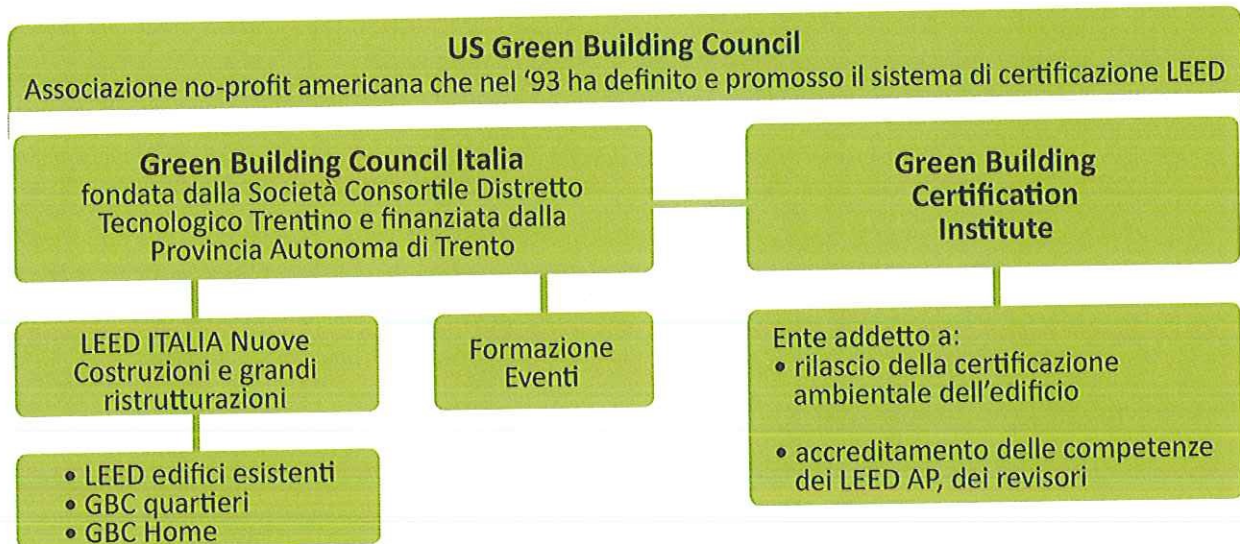 US Green Building Council
Associazione no-profit americana che nel ‘93 ha definito e promosso il sistema di certificazione LEED
Green Building Council Italia
fondata dalla Società Consortile Distretto
Tecnologico Trentino e finanziata dalla
Provincia Autonoma di Trento
Green Building
Certification
Institute
LEED ITALIA Nuove
Costruzioni e grandi
ristrutturazioni
Formazione
Eventi
Ente addetto a:
• rilascio della certificazione
ambientale dell’edificio
• accreditamento delle competenze
dei LEED AP, dei revisori
• LEED edifici esistenti
• GBC quartieri
• GBC Home